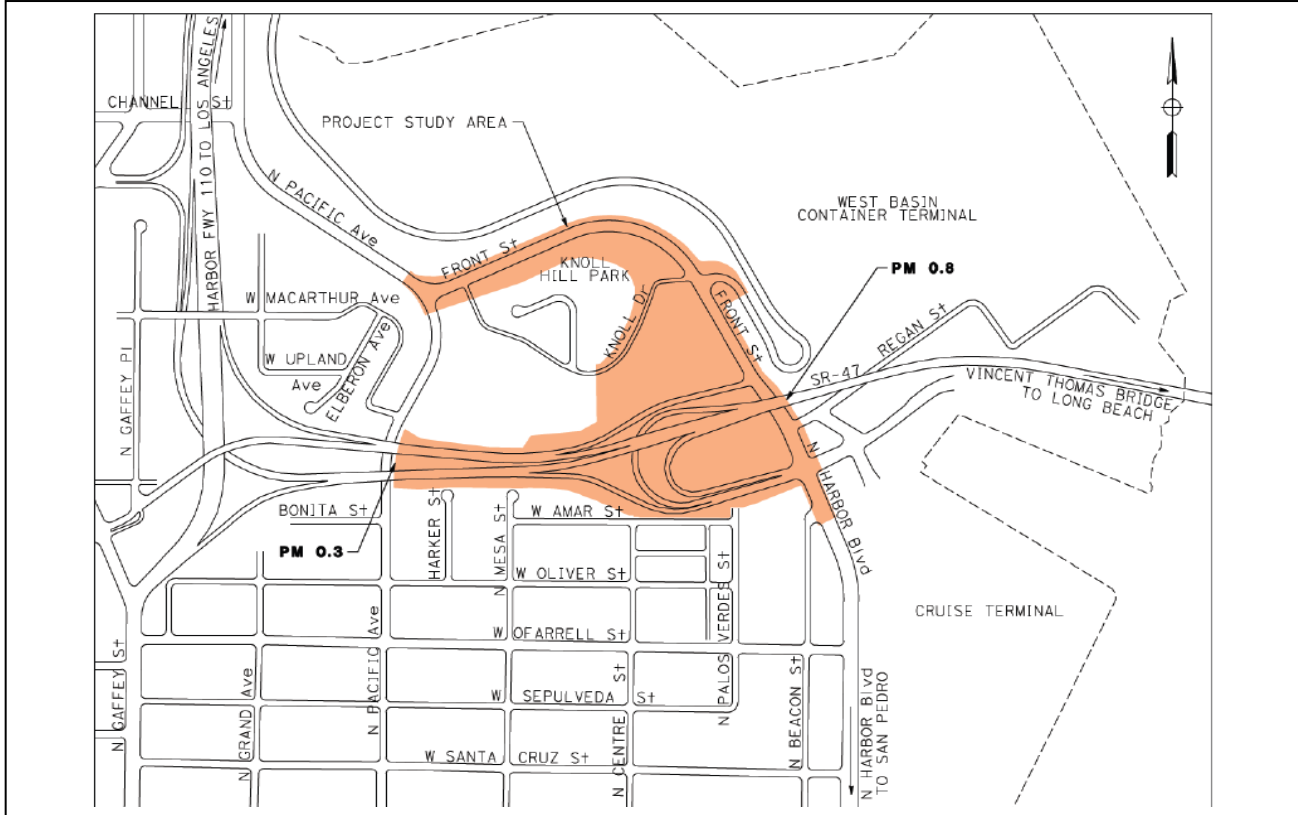 CHANNEL St
HARBOR FWY 110 TO LOS ANGELES
PROJECT STUDY AREA
N PACIFIC Ave
WEST BASIN
CONTAINER TERMINAL
FRONT St
KNOLL
HILL PARK
PM 0.8
W MACARTHUR Ave
KNOLL Dr
FRONT St
REGAN St
W UPLAND
Ave
ELBERON Ave
SR-47
VINCENT THOMAS BRIDGE
TO LONG BEACH
N GAFFEY Pl
N HARBOR Blvd
BONITA St
HARKER St
N MESA St
W AMAR St
PM 0.3
W OLIVER St
N PALOS VERDES St
CRUISE TERMINAL
W OFARRELL St
N GAFFEY St
N GRAND Ave
N PACIFIC Ave
W SEPULVEDA St
N CENTRE St
N BEACON St
N HARBOR Blvd
TO SAN PEDRO
W SANTA CRUZ St